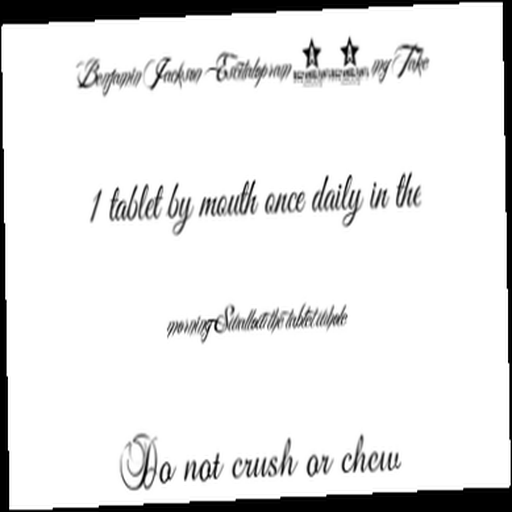 Benjamin Jackson Escitalopram mg Take
1 tablet by mouth once daily in the
morning Swallow the tablet whole
Do not crush or chew